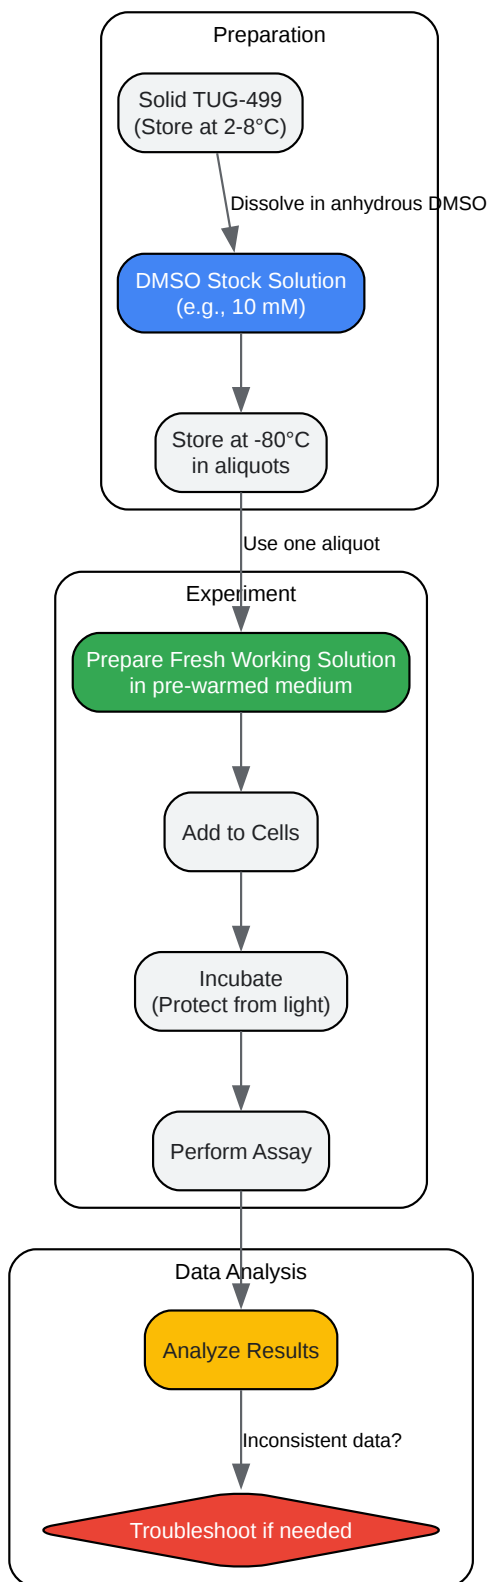 Preparation
Solid TUG-499
(Store at 2-8°C)
Dissolve in anhydrous DMSO
DMSO Stock Solution
(e.g., 10 mM)
Store at -80°C
in aliquots
Use one aliquot
Experiment
Prepare Fresh Working Solution
in pre-warmed medium
Add to Cells
Incubate
(Protect from light)
Perform Assay
Data Analysis
Analyze Results
Inconsistent data?
Troubleshoot if needed